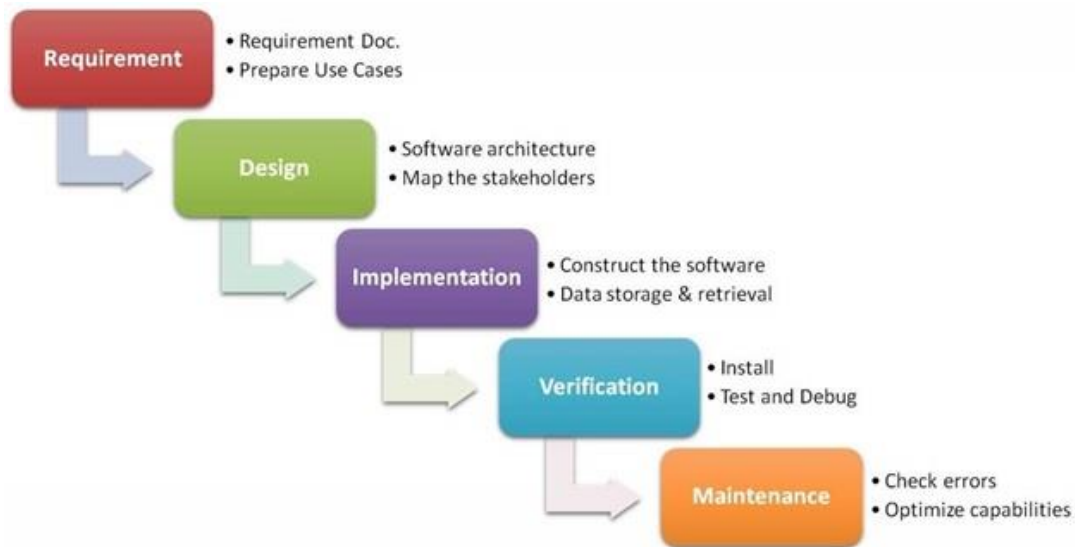 Requirement
• Requirement Doc.
• Prepare Use Cases
Design
• Software architecture
• Map the stakeholders
Implementation
• Construct the software
• Data storage & retrieval
Verification
• Install
• Test and Debug
Maintenance
• Check errors
• Optimize capabilities